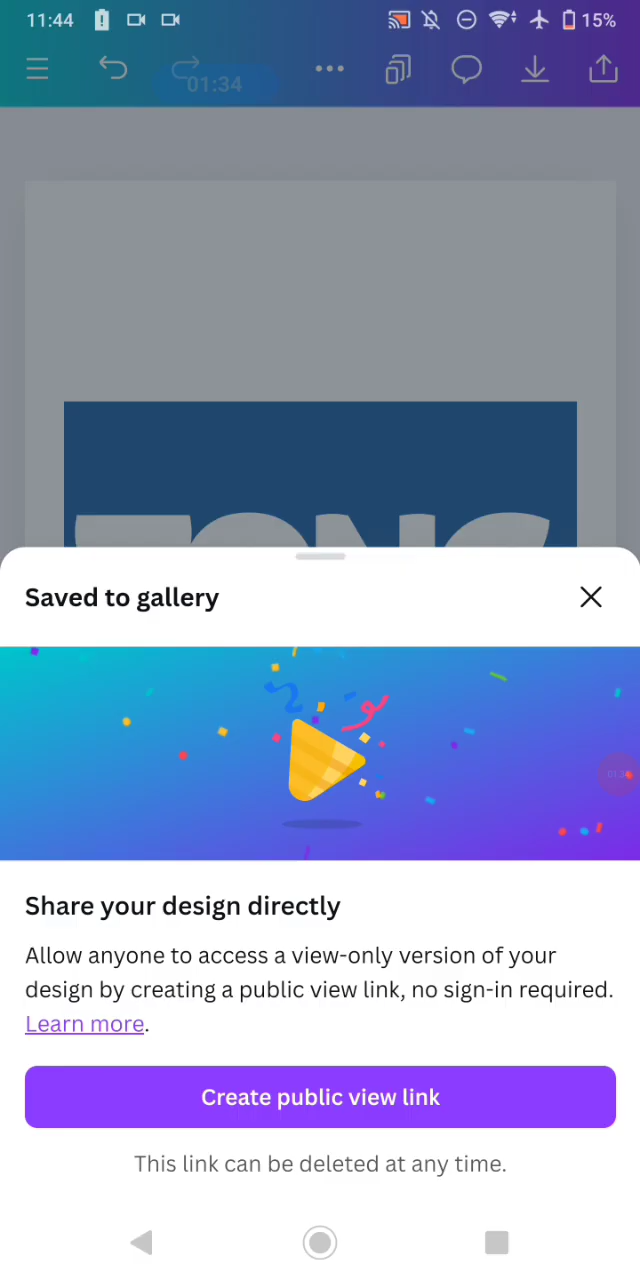 11:44
15%
01:34
Saved to gallery
01:34
Share your design directly
Allow anyone to access a view-only version of your
design by creating a public view link, no sign-in required.
Learn more.
Create public view link
This link can be deleted at any time.